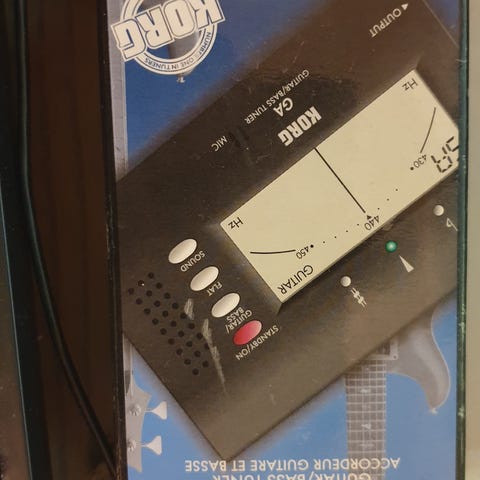 GUITAR/BASS TUNER
ACCORDEUR GUITARE ET BASSE
STANDBY/ON
GUITAR/
BASS
FLAT
SOUND
♭
♯
GUITAR
5A
430
440
450
Hz
Hz
KORG
GA
GUITAR/BASS TUNER
MIC
◀ OUTPUT
KORG
NUMBER ONE IN TUNERS